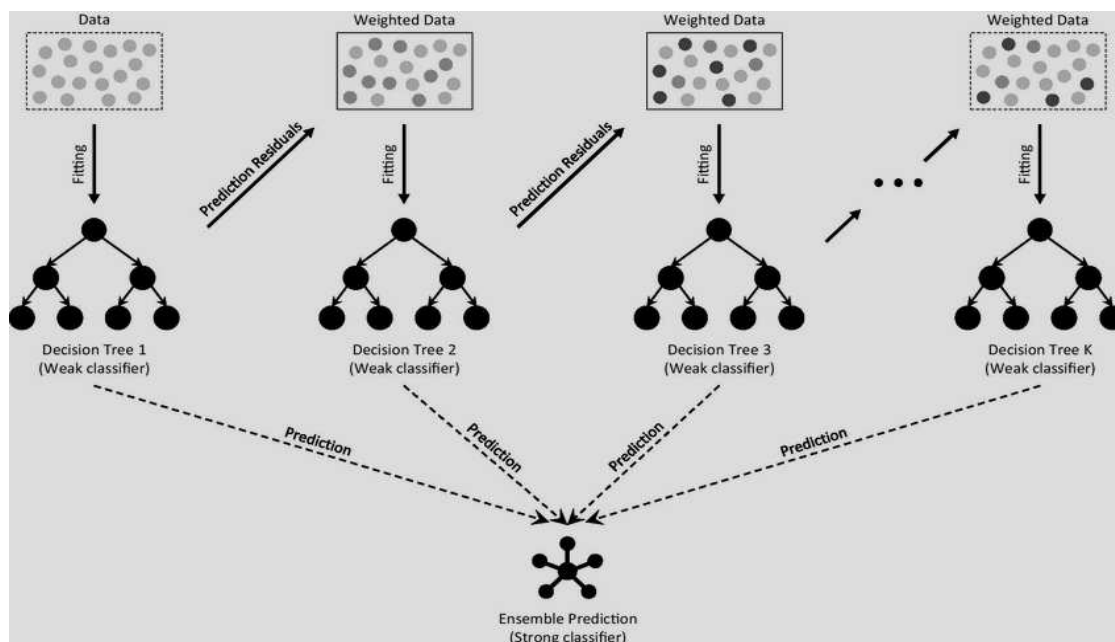 Data
Weighted Data
Weighted Data
Weighted Data
Fitting
Prediction Residuals
Fitting
Prediction Residuals
Fitting
Fitting
Decision Tree 1
(Weak classifier)
Decision Tree 2
(Weak classifier)
Decision Tree 3
(Weak classifier)
Decision Tree K
(Weak classifier)
Prediction
Prediction
Prediction
Prediction
Ensemble Prediction
(Strong classifier)